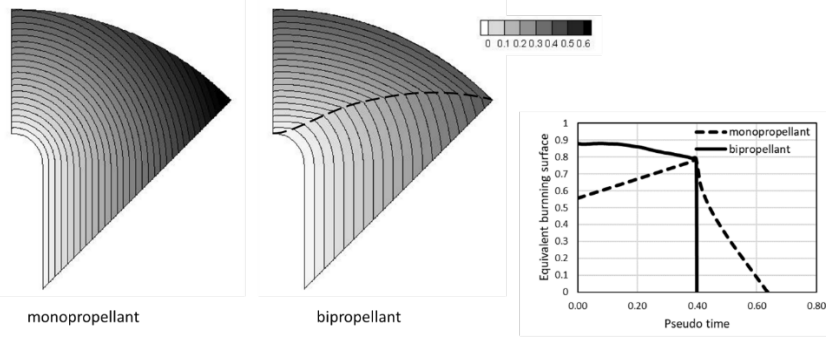 0 0.1 0.2 0.3 0.4 0.5 0.6
monopropellant
bipropellant
Equivalent burnning surface
1
0.9
0.8
0.7
0.6
0.5
0.4
0.3
0.2
0.1
0
monopropellant
bipropellant
0.00 0.20 0.40 0.60 0.80
Pseudo time